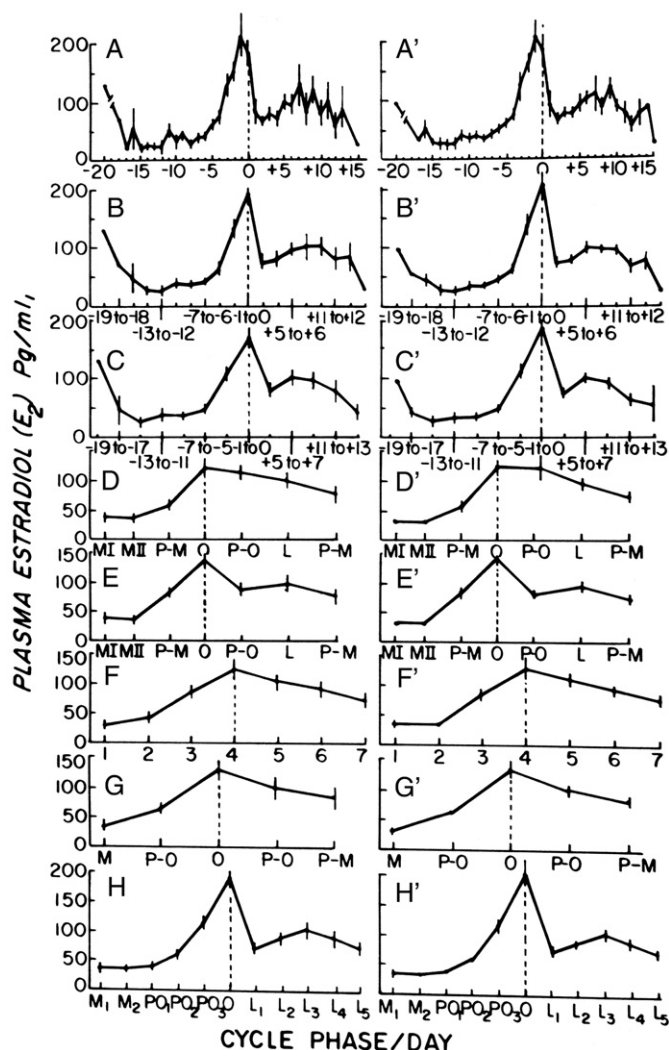 PLASMA ESTRADIOL (E2) Pg/ml,
A A'
200 100 0
-20 -15 -10 -5 0 +5 +10 +15 -20 -15 -10 -5 0 +5 +10 +15
B B'
200 100 0
-19 to -18 -7 to -6 -1 to 0 +11 to +12 -19 to -18 -7 to -6 -1 to 0 +11 to +12
-13 to -12 +5 to +6 -13 to -12 +5 to +6
C C'
200 100 0
-19 to -17 -7 to -5 -1 to 0 +11 to +13 -19 to -17 -7 to -5 -1 to 0 +11 to +13
-13 to -11 +5 to +7 -13 to -11 +5 to +7
D D'
150 100 50 0
MI MII P-M O P-O L P-M MI MII P-M O P-O L P-M
E E'
150 100 50 0
MI MII P-M O P-O L P-M MI MII P-M O P-O L P-M
F F'
150 100 50 0
1 2 3 4 5 6 7 1 2 3 4 5 6 7
G G'
150 100 50 0
M P-O O P-O P-M M P-O O P-O P-M
H H'
200 150 100 50 0
M1 M2 PO1 PO2 PO3 O L1 L2 L3 L4 L5 M1 M2 PO1 PO2 PO3 O L1 L2 L3 L4 L5
CYCLE PHASE/DAY